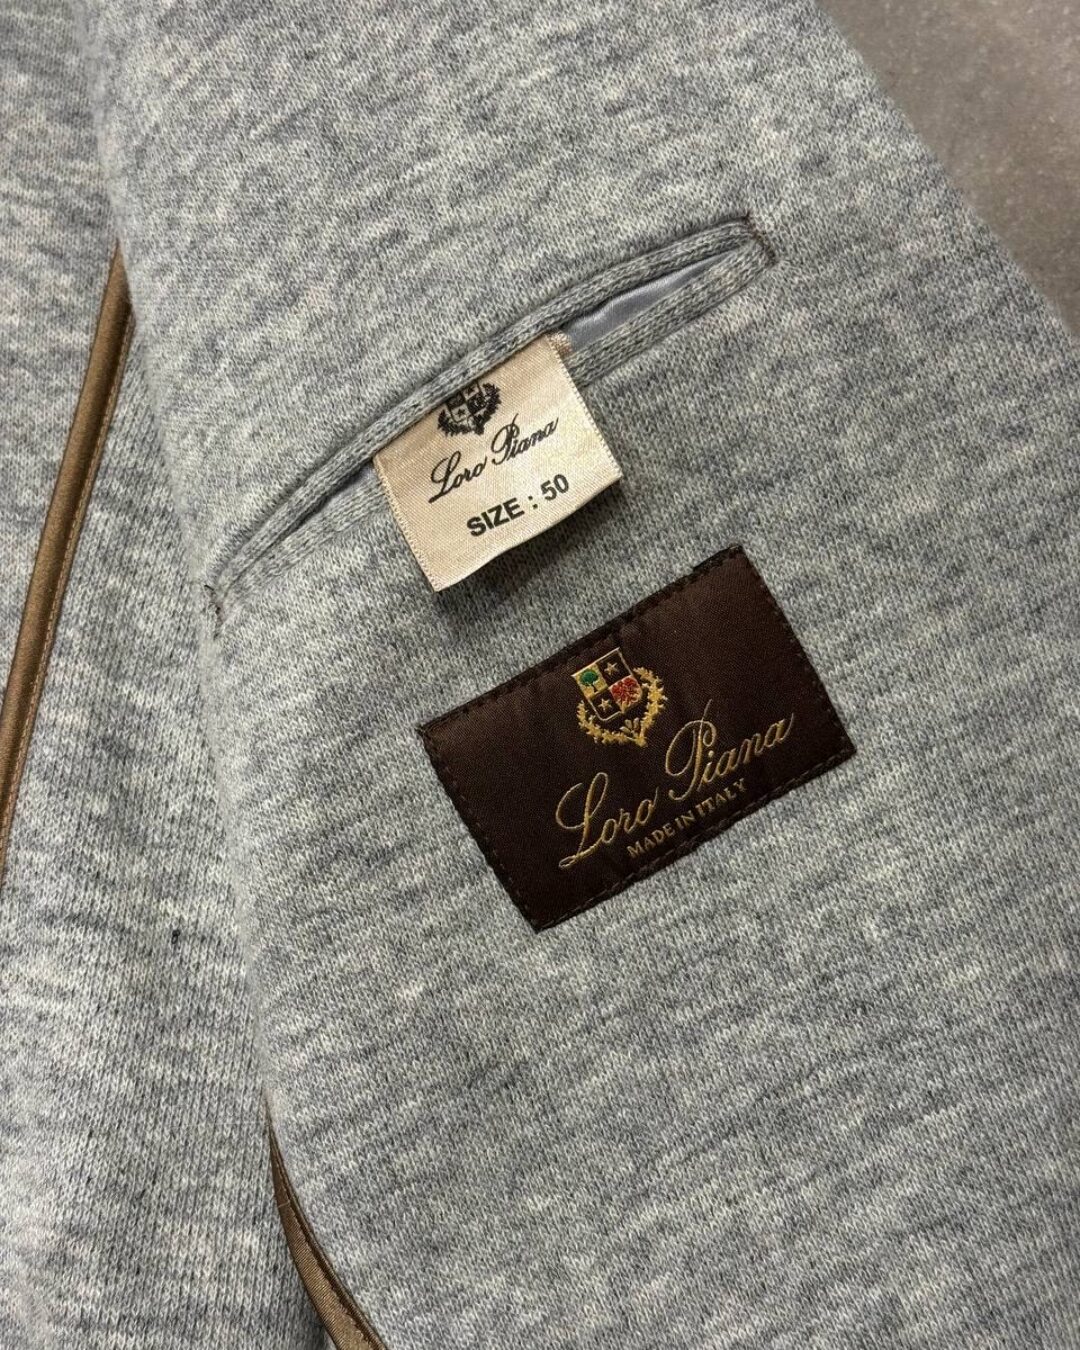 Loro Piana
SIZE : 50
Loro Piana
MADE IN ITALY